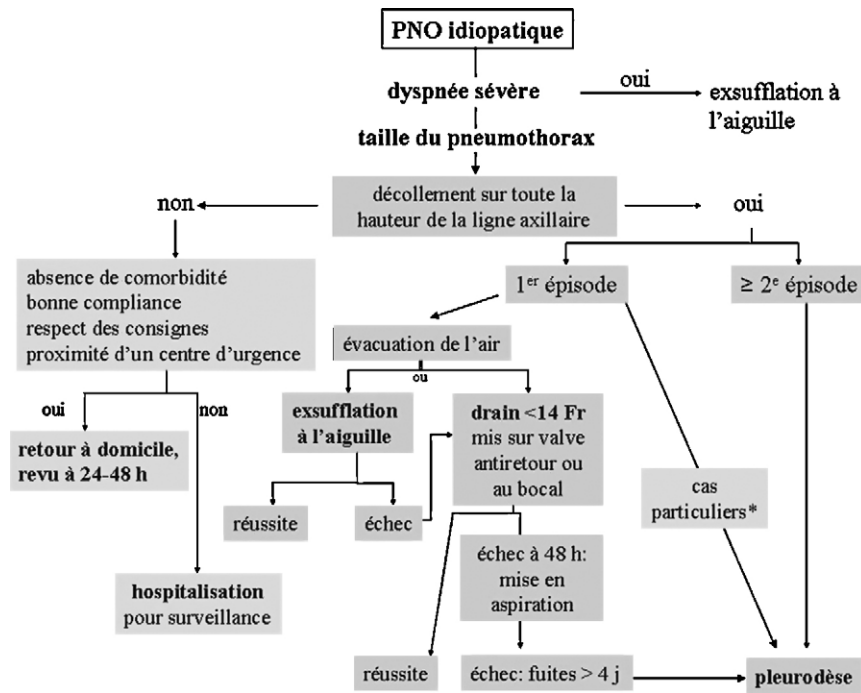 PNO idiopatique
dyspnée sévère
oui
exsufflation à
l'aiguille
taille du pneumothorax
décollement sur toute la
hauteur de la ligne axillaire
non
oui
absence de comorbidité
bonne compliance
respect des consignes
proximité d'un centre d'urgence
1er épisode
≥ 2e épisode
évacuation de l'air
ou
oui
non
exsufflation
à l'aiguille
drain <14 Fr
mis sur valve
antiretour ou
au bocal
retour à domicile,
revu à 24-48 h
cas
particuliers*
réussite
échec
échec à 48 h:
mise en
aspiration
hospitalisation
pour surveillance
réussite
échec: fuites > 4 j
pleurodèse